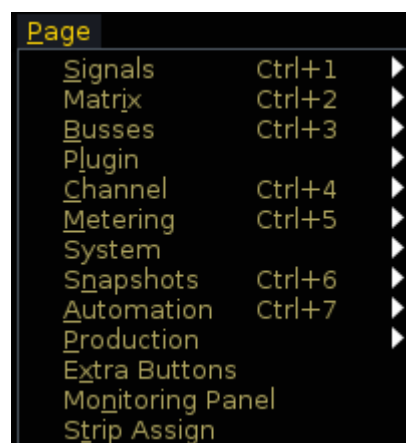 Page
Signals Ctrl+1
Matrix Ctrl+2
Busses Ctrl+3
Plugin
Channel Ctrl+4
Metering Ctrl+5
System
Snapshots Ctrl+6
Automation Ctrl+7
Production
Extra Buttons
Monitoring Panel
Strip Assign